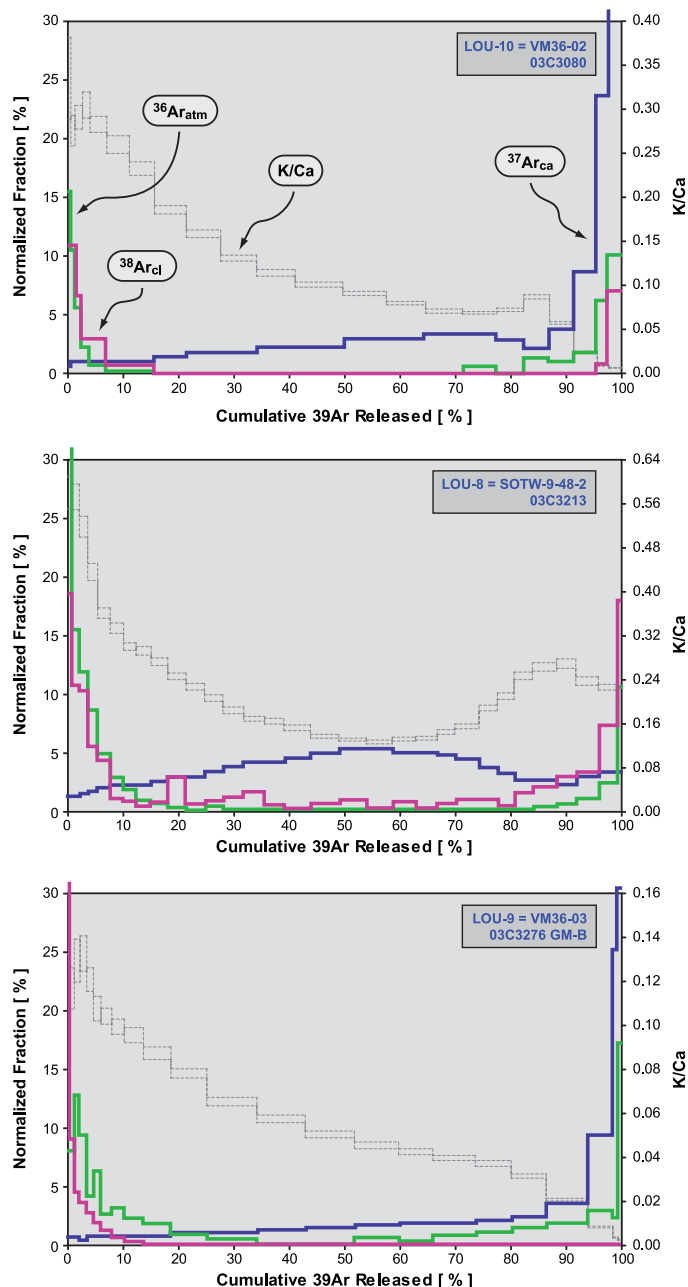 30
25
20
15
10
5
0
Normalized Fraction [ % ]
0.40
0.35
0.30
0.25
0.20
0.15
0.10
0.05
0.00
K/Ca
LOU-10 = VM36-02
03C3080
36Aratm
37Arca
K/Ca
38Arcl
0 10 20 30 40 50 60 70 80 90 100
Cumulative 39Ar Released [ % ]
30
25
20
15
10
5
0
Normalized Fraction [ % ]
0.64
0.56
0.48
0.40
0.32
0.24
0.16
0.08
0.00
K/Ca
LOU-8 = SOTW-9-48-2
03C3213
0 10 20 30 40 50 60 70 80 90 100
Cumulative 39Ar Released [ % ]
30
25
20
15
10
5
0
Normalized Fraction [ % ]
0.16
0.14
0.12
0.10
0.08
0.06
0.04
0.02
0.00
K/Ca
LOU-9 = VM36-03
03C3276 GM-B
0 10 20 30 40 50 60 70 80 90 100
Cumulative 39Ar Released [ % ]